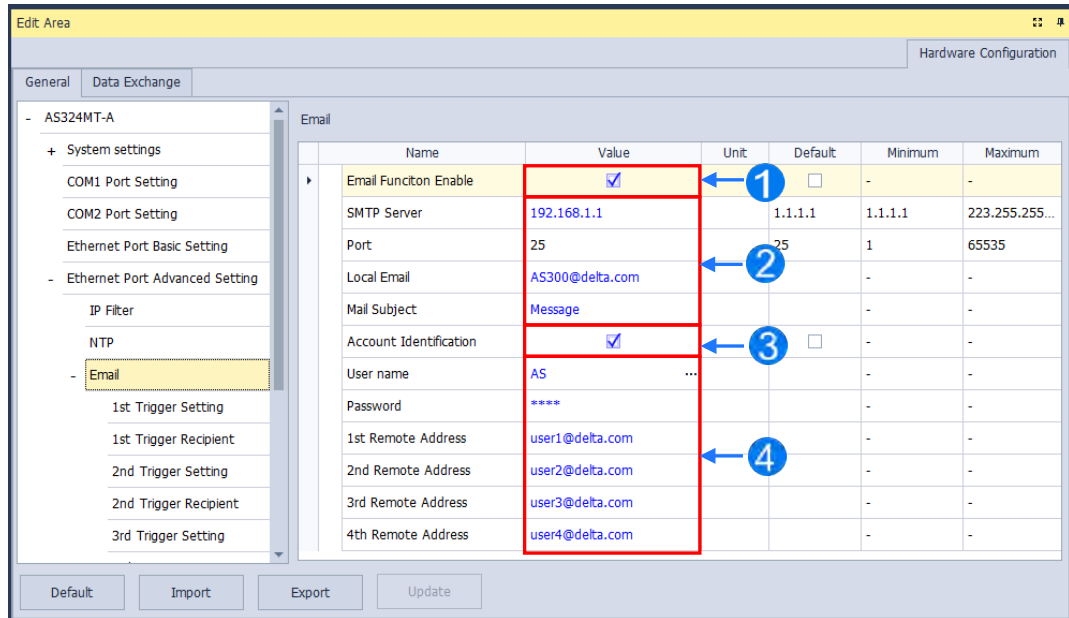 Edit Area
Hardware Configuration
General Data Exchange
- AS324MT-A
+ System settings
COM1 Port Setting
COM2 Port Setting
Ethernet Port Basic Setting
- Ethernet Port Advanced Setting
IP Filter
NTP
- Email
1st Trigger Setting
1st Trigger Recipient
2nd Trigger Setting
2nd Trigger Recipient
3rd Trigger Setting
Email
Name Value Unit Default Minimum Maximum
Email Funciton Enable 1 - -
SMTP Server 192.168.1.1 1.1.1.1 1.1.1.1 223.255.255...
Port 25 25 1 65535
2
Local Email AS300@delta.com - -
Mail Subject Message - -
Account Identification 3 - -
User name AS ... - -
Password **** - -
1st Remote Address user1@delta.com - -
4
2nd Remote Address user2@delta.com - -
3rd Remote Address user3@delta.com - -
4th Remote Address user4@delta.com - -
Default Import Export Update